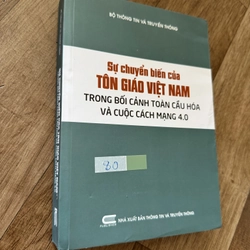 BỘ THÔNG TIN VÀ TRUYỀN THÔNG
Sự chuyển biến của
TÔN GIÁO VIỆT NAM
TRONG BỐI CẢNH TOÀN CẦU HÓA
VÀ CUỘC CÁCH MẠNG 4.0
80
NHÀ XUẤT BẢN THÔNG TIN VÀ TRUYỀN THÔNG